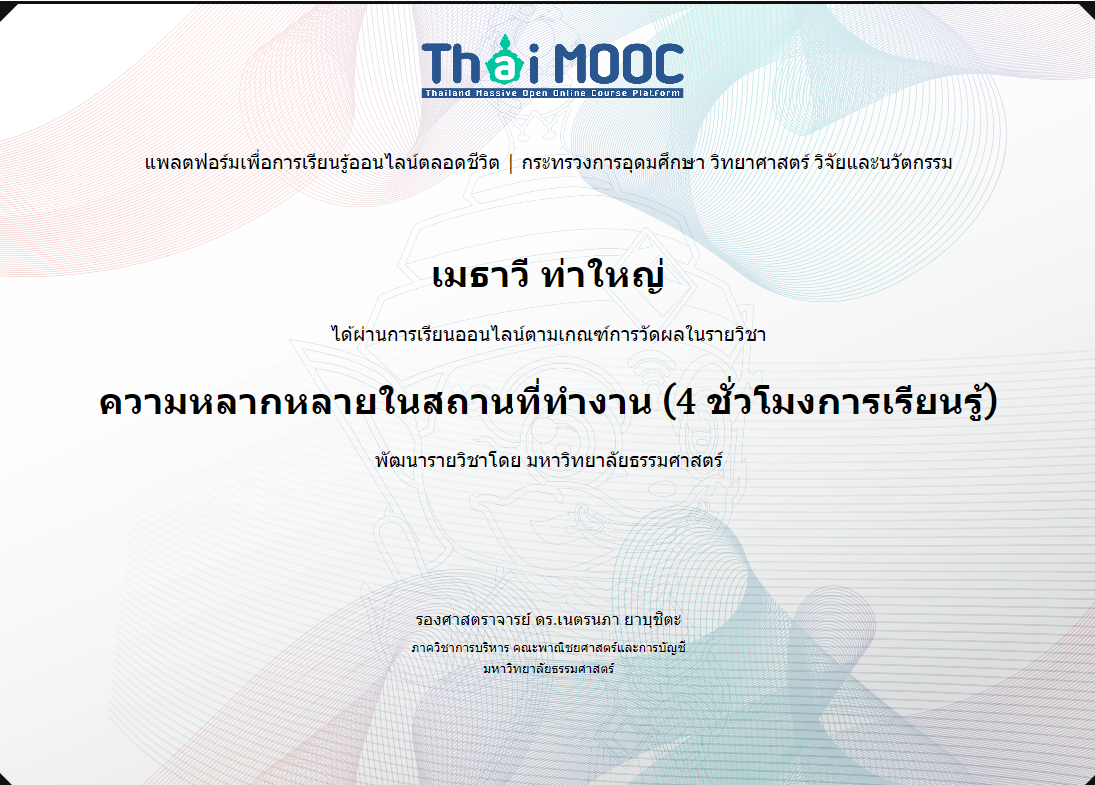 Thai MOOC
Thailand Massive Open Online Course Platform
แพลตฟอร์มเพื่อการเรียนรู้ออนไลน์ตลอดชีวิต | กระทรวงการอุดมศึกษา วิทยาศาสตร์ วิจัยและนวัตกรรม
เมธาวี ท่าใหญ่
ได้ผ่านการเรียนออนไลน์ตามเกณฑ์การวัดผลในรายวิชา
ความหลากหลายในสถานที่ทำงาน (4 ชั่วโมงการเรียนรู้)
พัฒนารายวิชาโดย มหาวิทยาลัยธรรมศาสตร์
รองศาสตราจารย์ ดร.เนตรนภา ยาบุชิตะ
ภาควิชาการบริหาร คณะพาณิชยศาสตร์และการบัญชี
มหาวิทยาลัยธรรมศาสตร์